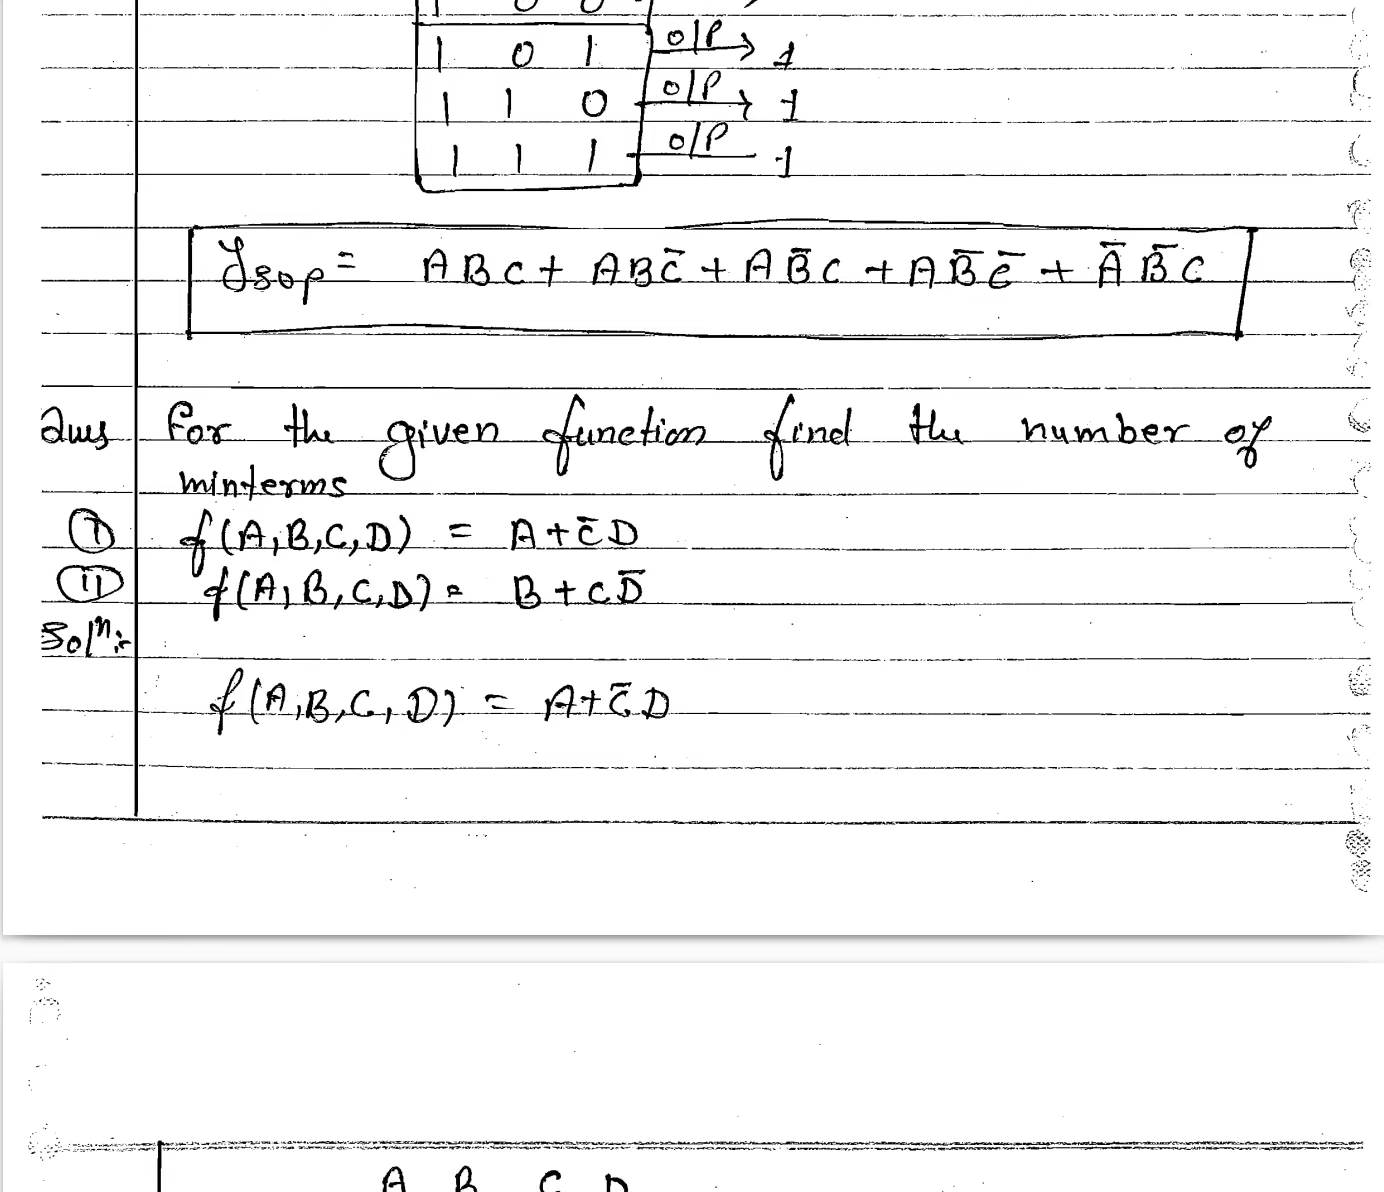 1 0 1 O/P → 1
1 1 0 O/P → 1
1 1 1 O/P 1
Ysop = ABC + ABC̄ + AB̄C + AB̄C̄ + ĀB̄C
Ques For the given function find the number of
minterms
(I) f(A,B,C,D) = A+C̄D
(II) f(A,B,C,D) = B+CD̄
Solⁿ:-
f(A,B,C,D) = A+C̄D
A B C D